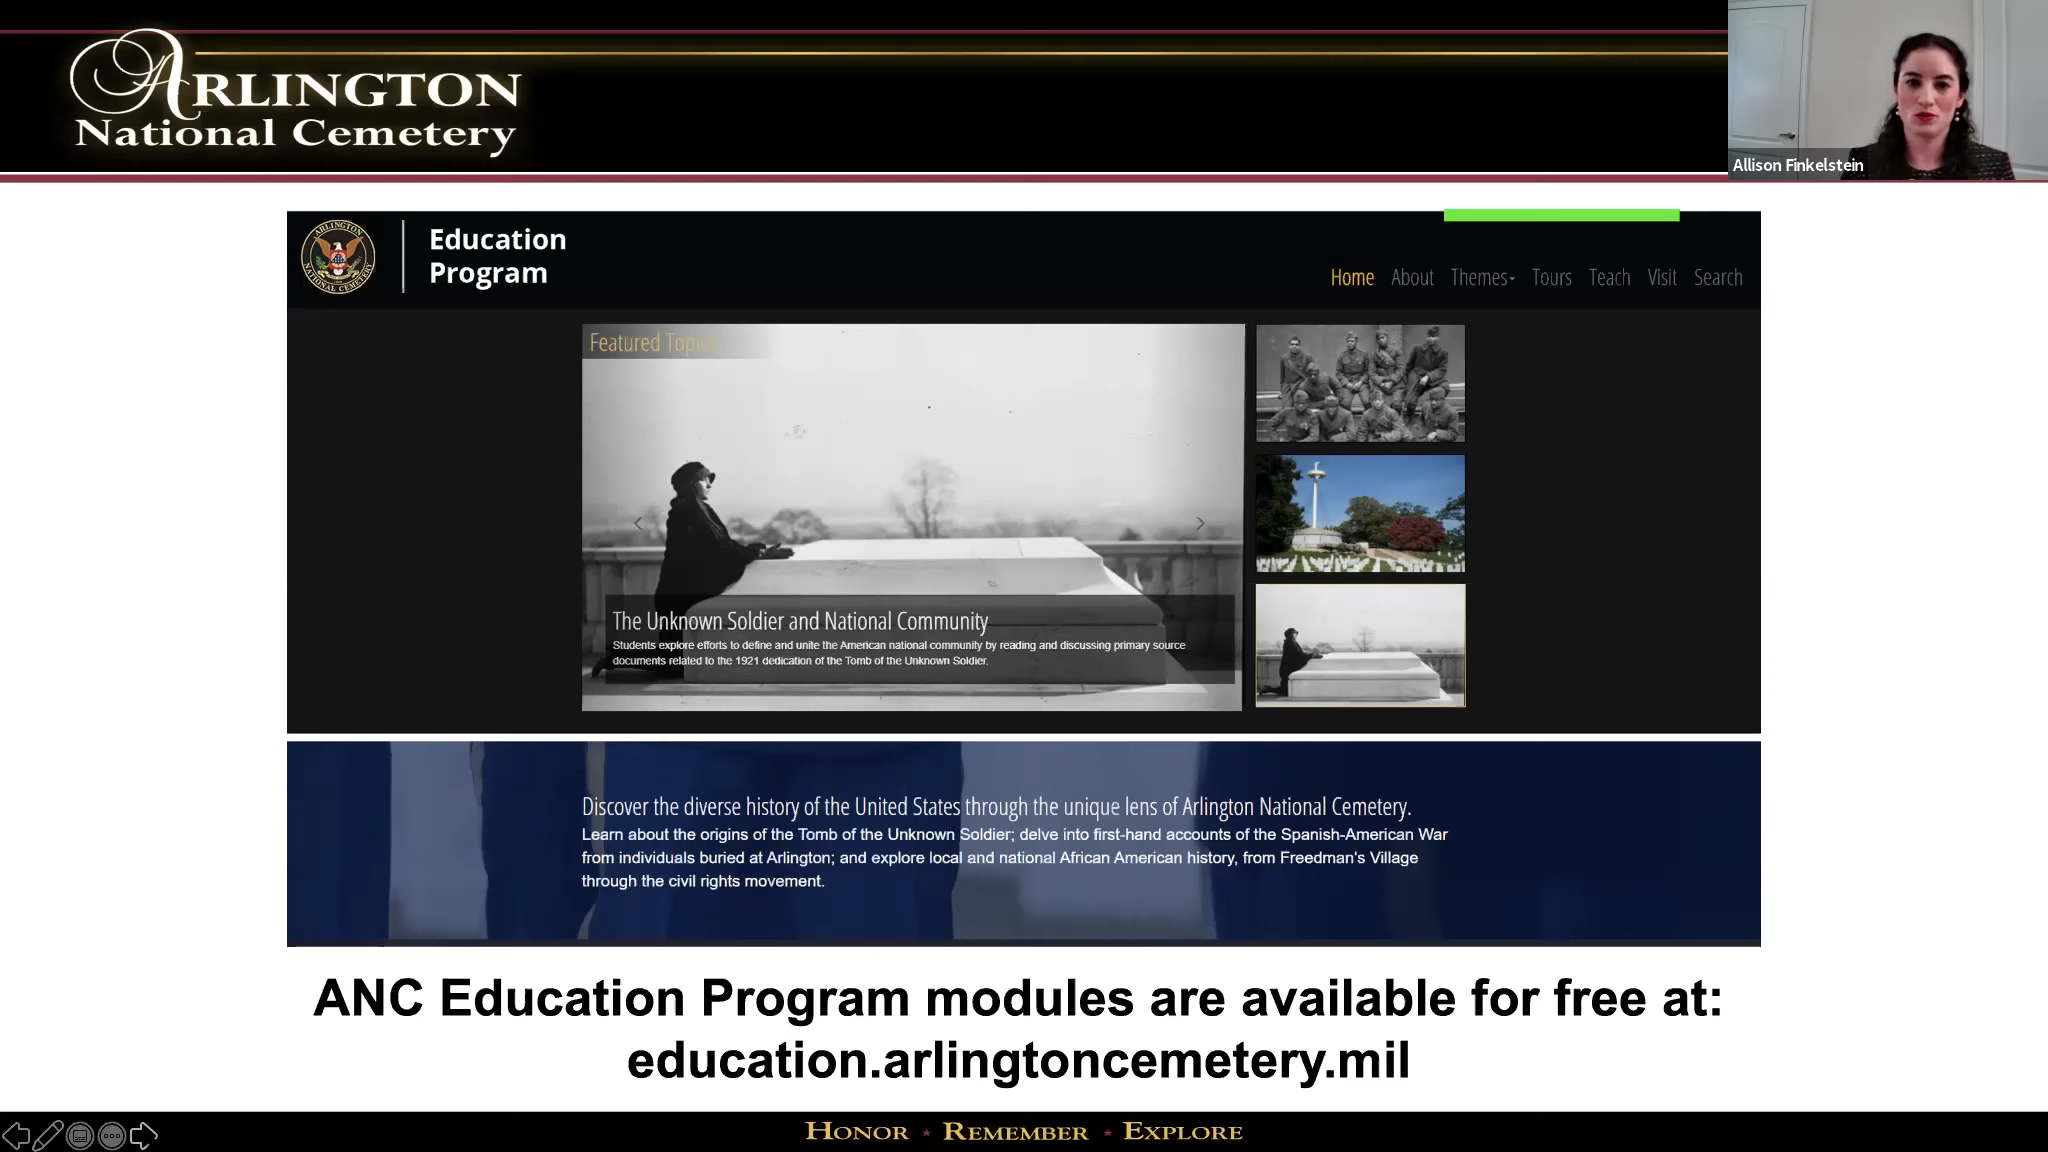 ARLINGTON
National Cemetery
Allison Finkelstein
ARLINGTON
NATIONAL CEMETERY
Education
Program
Home About Themes Tours Teach Visit Search
Featured Topics
The Unknown Soldier and National Community
Students explore efforts to define and unite the American national community by reading and discussing primary source
documents related to the 1921 dedication of the Tomb of the Unknown Soldier.
Discover the diverse history of the United States through the unique lens of Arlington National Cemetery.
Learn about the origins of the Tomb of the Unknown Soldier; delve into first-hand accounts of the Spanish-American War
from individuals buried at Arlington; and explore local and national African American history, from Freedman's Village
through the civil rights movement.
ANC Education Program modules are available for free at:
education.arlingtoncemetery.mil
HONOR ★ REMEMBER ★ EXPLORE